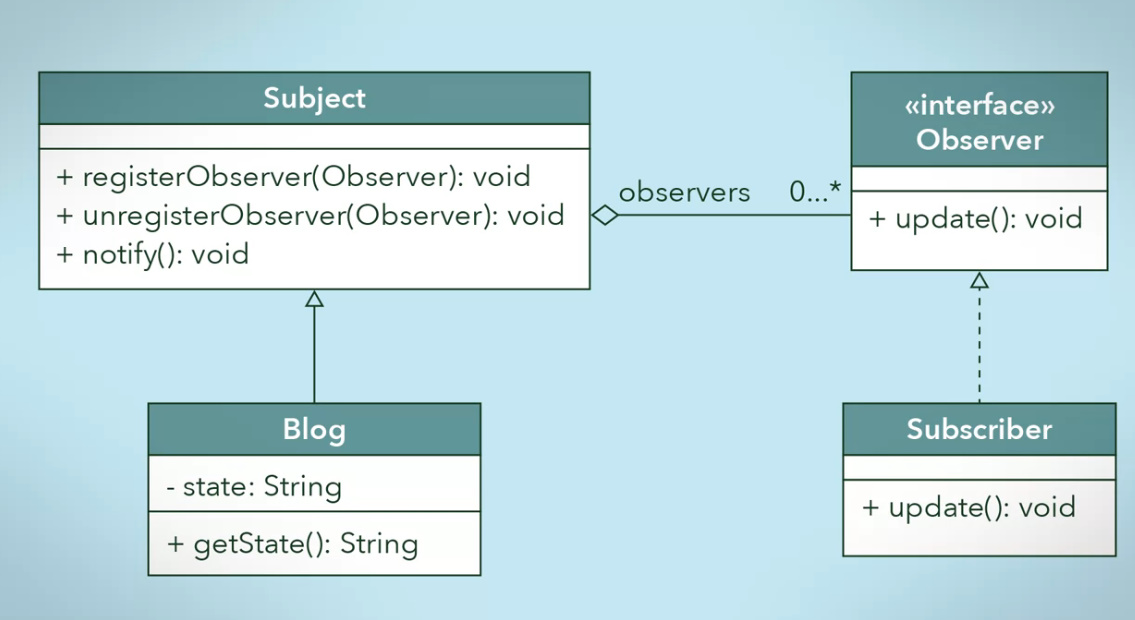 Subject
+ registerObserver(Observer): void
+ unregisterObserver(Observer): void
+ notify(): void
observers 0...*
«interface»
Observer
+ update(): void
Blog
- state: String
+ getState(): String
Subscriber
+ update(): void